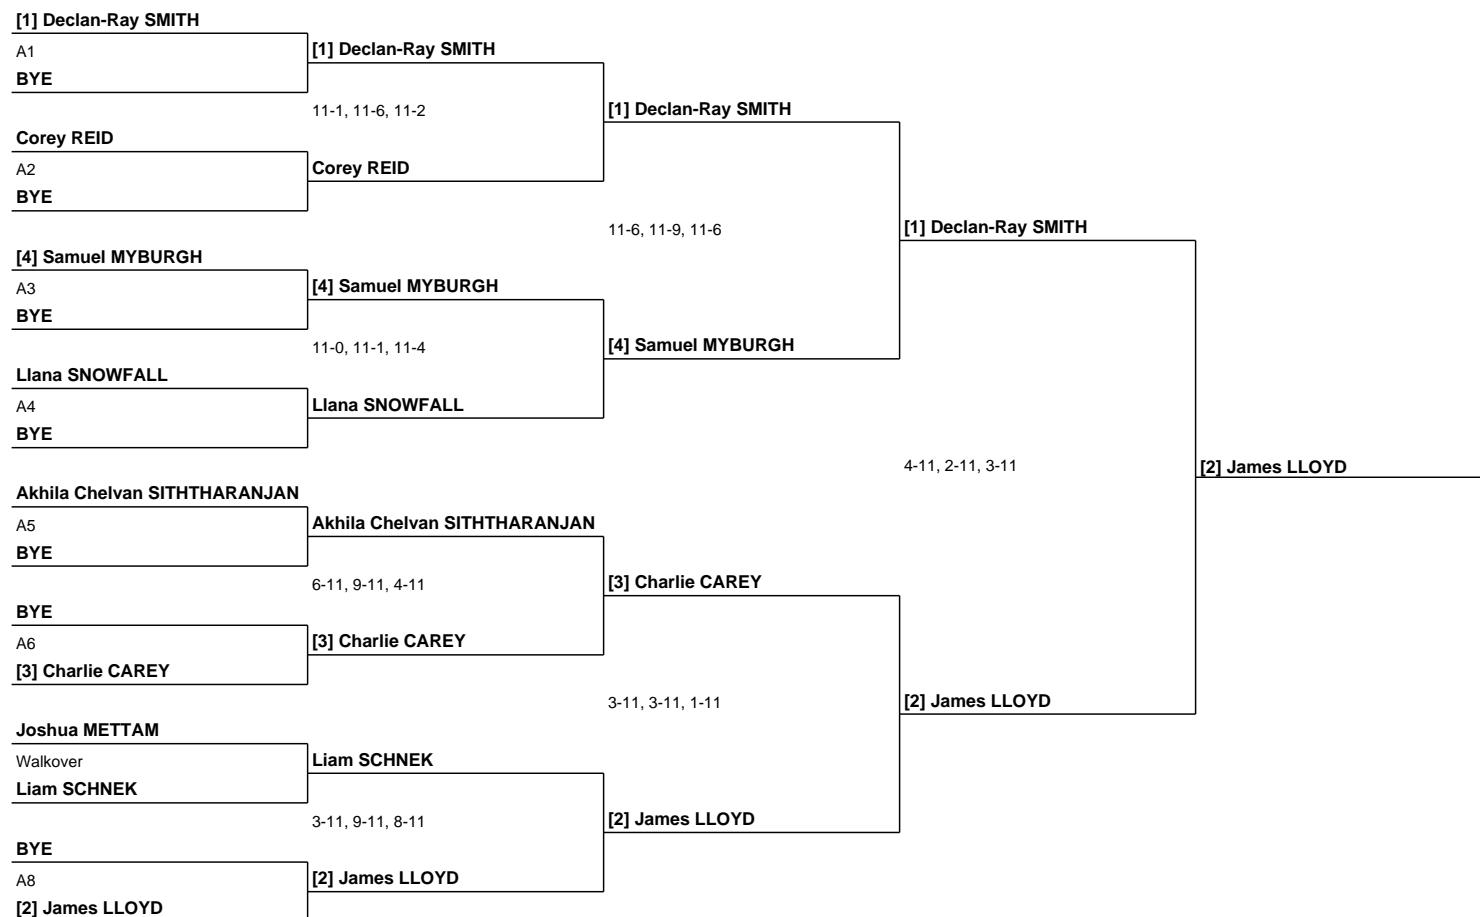 [1] Declan-Ray SMITH
A1
BYE
[1] Declan-Ray SMITH
11-1, 11-6, 11-2
[1] Declan-Ray SMITH
Corey REID
A2
BYE
Corey REID
11-6, 11-9, 11-6
[1] Declan-Ray SMITH
[4] Samuel MYBURGH
A3
BYE
[4] Samuel MYBURGH
11-0, 11-1, 11-4
[4] Samuel MYBURGH
Llana SNOWFALL
A4
BYE
Llana SNOWFALL
4-11, 2-11, 3-11
[2] James LLOYD
Akhila Chelvan SITHTHARANJAN
A5
BYE
Akhila Chelvan SITHTHARANJAN
6-11, 9-11, 4-11
[3] Charlie CAREY
BYE
A6
[3] Charlie CAREY
[3] Charlie CAREY
3-11, 3-11, 1-11
[2] James LLOYD
Joshua METTAM
Walkover
Liam SCHNEK
Liam SCHNEK
3-11, 9-11, 8-11
[2] James LLOYD
BYE
A8
[2] James LLOYD
[2] James LLOYD